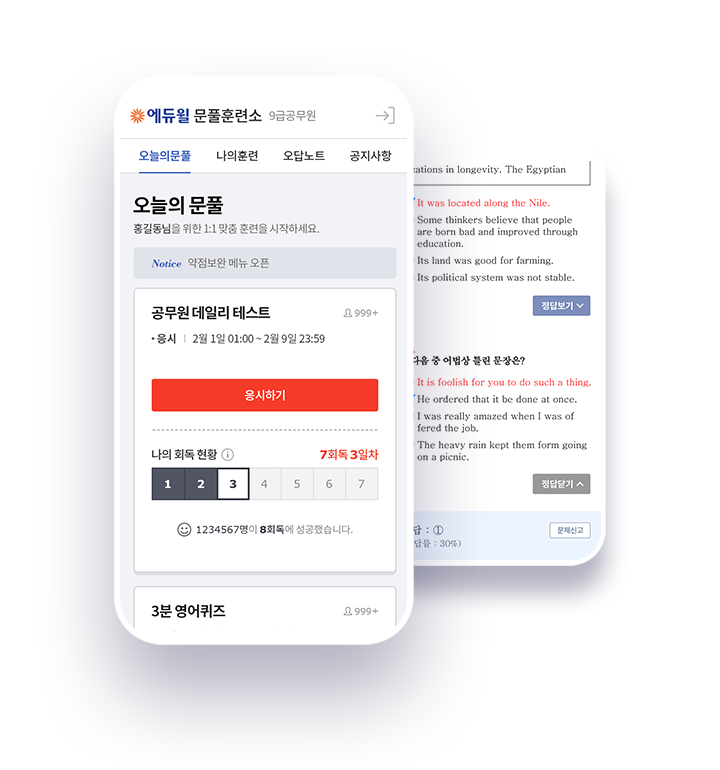 에듀윌 문풀훈련소 9급공무원
오늘의문풀 나의훈련 오답노트 공지사항
오늘의 문풀
홍길동님을 위한 1:1 맞춤 훈련을 시작하세요.
Notice 약점보완 메뉴 오픈
공무원 데일리 테스트 999+
• 응시 | 2월 1일 01:00 ~ 2월 9일 23:59
응시하기
나의 회독 현황 7회독 3일차
1 2 3 4 5 6 7
1234567명이 8회독에 성공했습니다.
3분 영어퀴즈 999+
zations in longevity. The Egyptian
It was located along the Nile.
Some thinkers believe that people
are born bad and improved through
education.
Its land was good for farming.
Its political system was not stable.
정답보기
다음 중 어법상 틀린 문장은?
It is foolish for you to do such a thing.
He ordered that it be done at once.
I was really amazed when I was of
fered the job.
The heavy rain kept them form going
on a picnic.
정답닫기
답 : ①
답률 : 30%)
문제신고